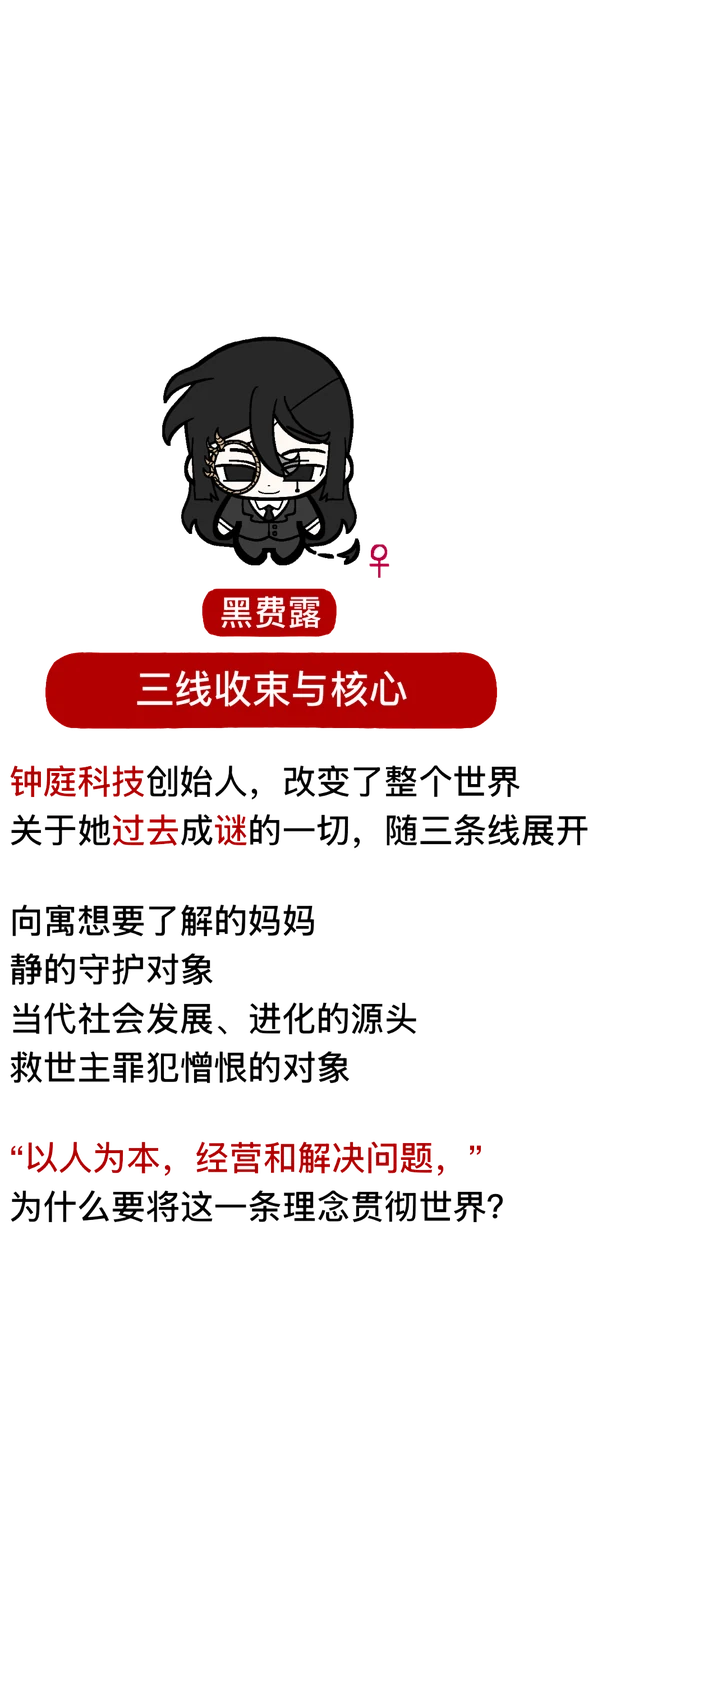 黑费露
三线收束与核心
钟庭科技创始人，改变了整个世界
关于她过去成谜的一切，随三条线展开
向寓想要了解的妈妈
静的守护对象
当代社会发展、进化的源头
救世主罪犯憎恨的对象
“以人为本，经营和解决问题，”
为什么要将这一条理念贯彻世界？